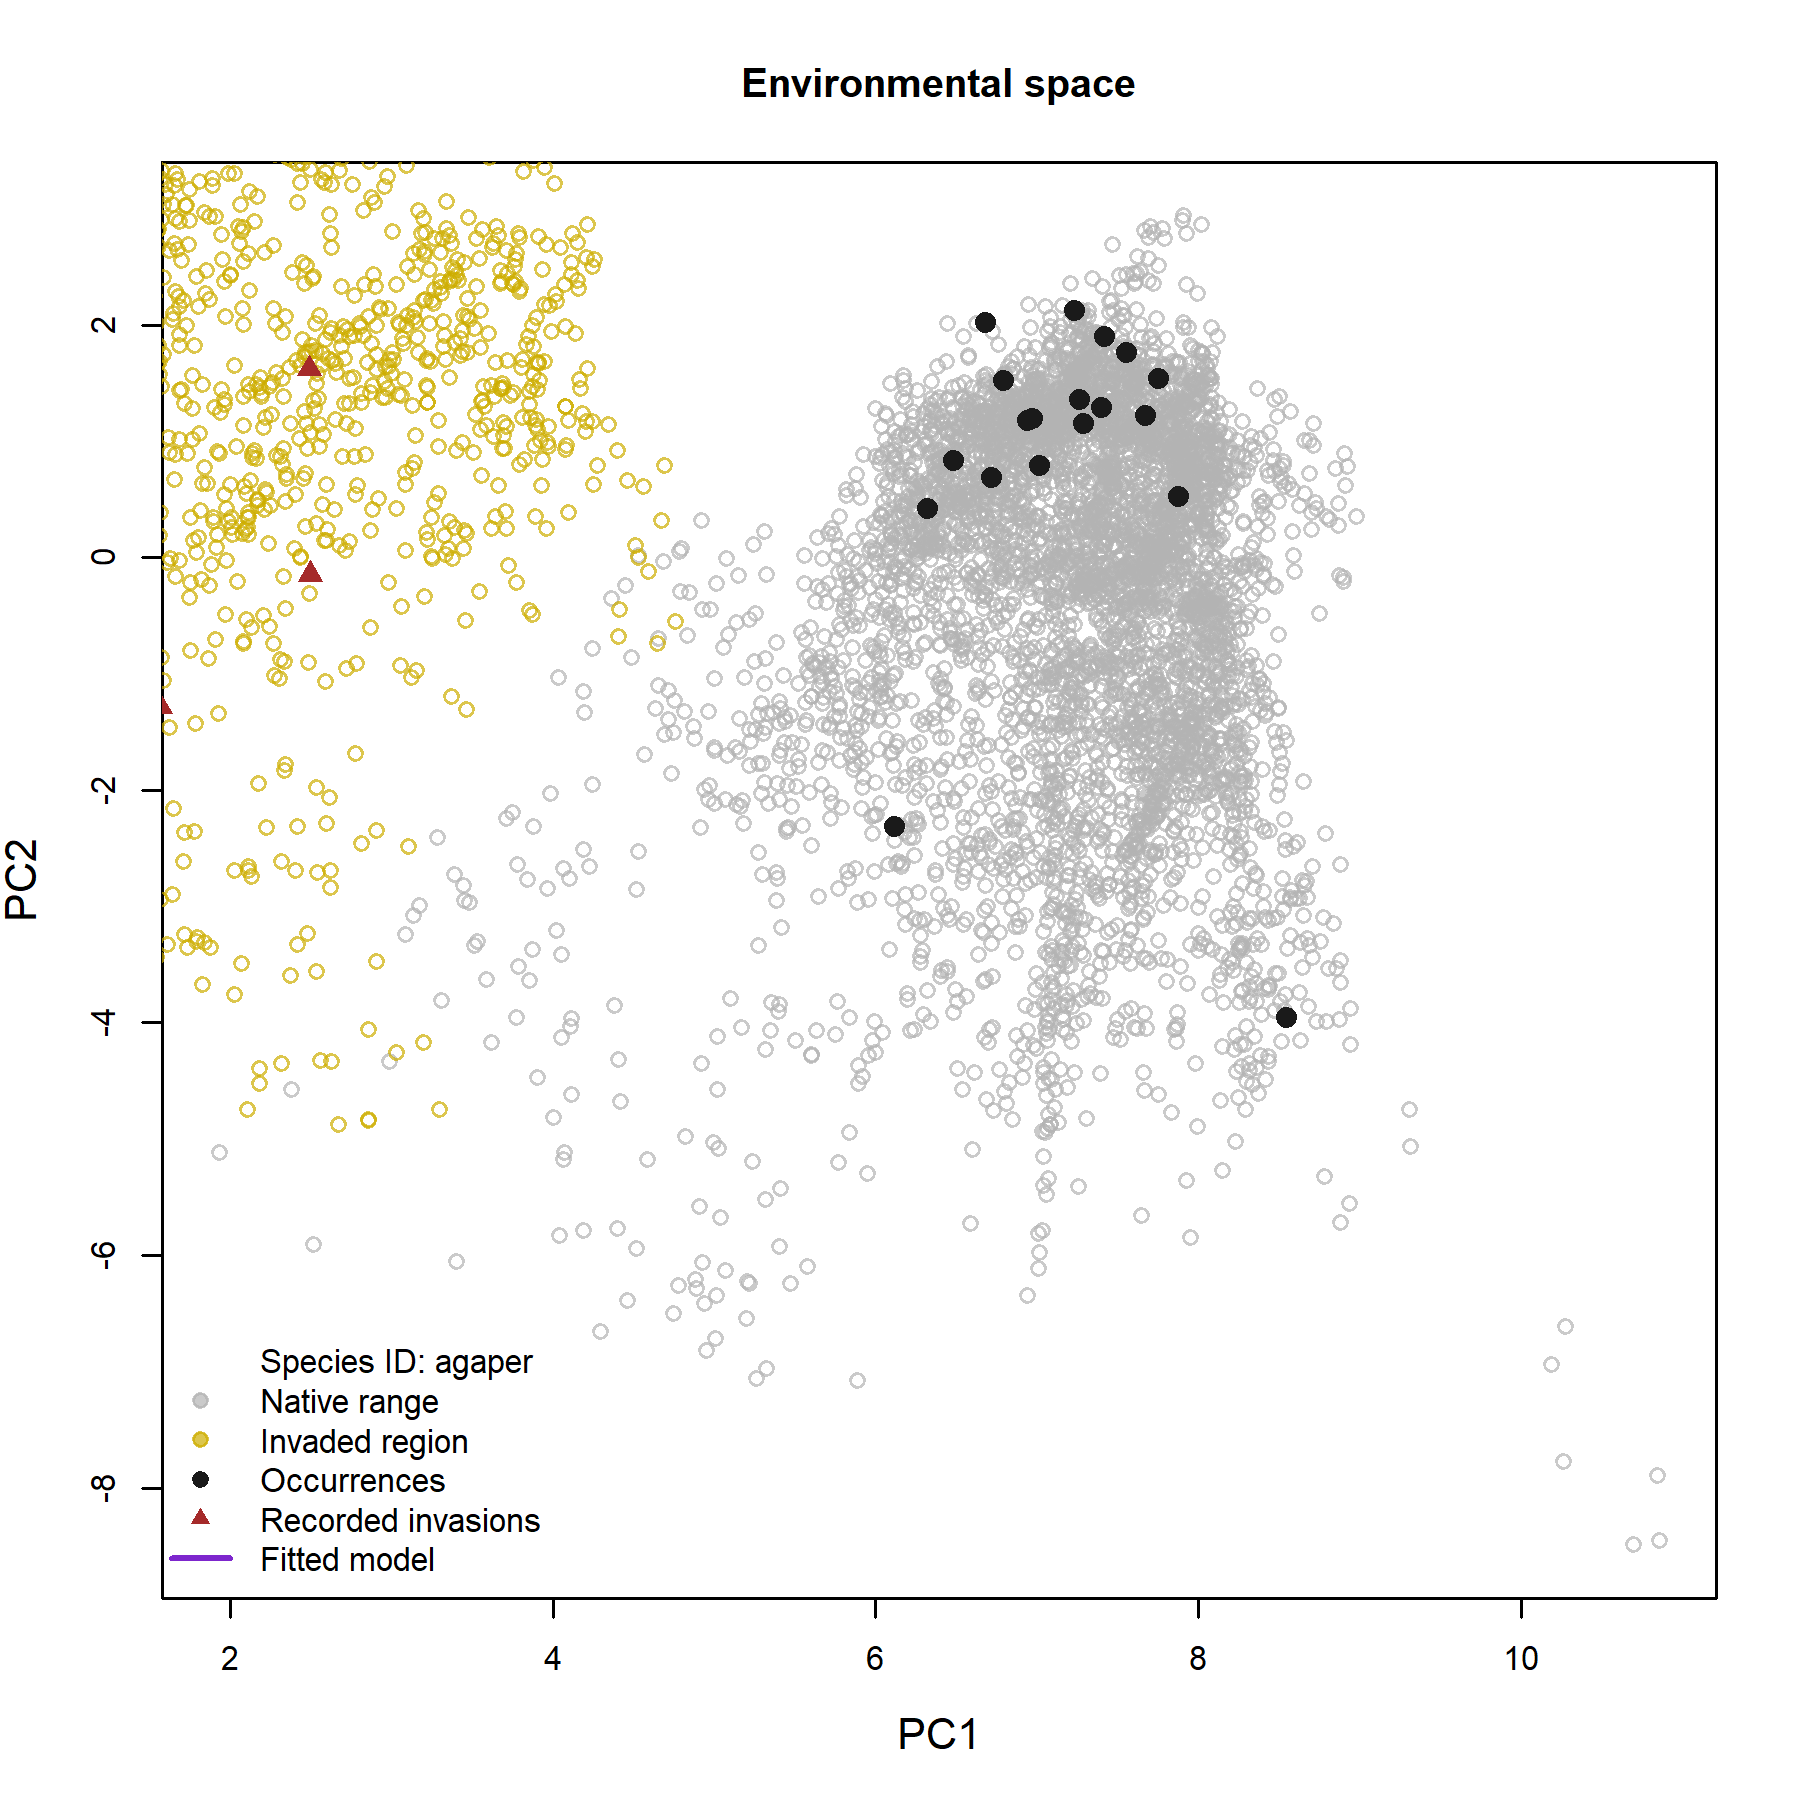 Environmental space
2
0
-2
-4
-6
-8
PC2
Species ID: agaper
Native range
Invaded region
Occurrences
Recorded invasions
Fitted model
2 4 6 8 10
PC1